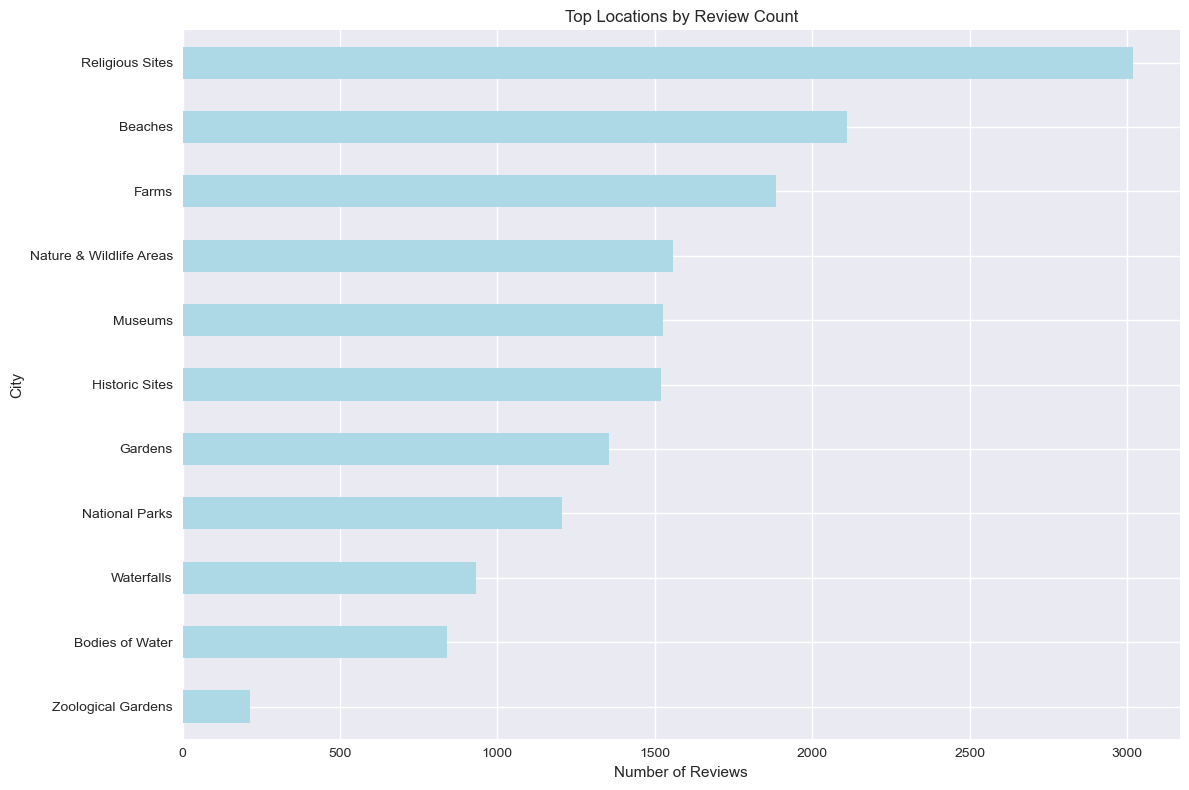 Top Locations by Review Count
Religious Sites
Beaches
Farms
Nature & Wildlife Areas
Museums
Historic Sites
Gardens
National Parks
Waterfalls
Bodies of Water
Zoological Gardens
City
0 500 1000 1500 2000 2500 3000
Number of Reviews